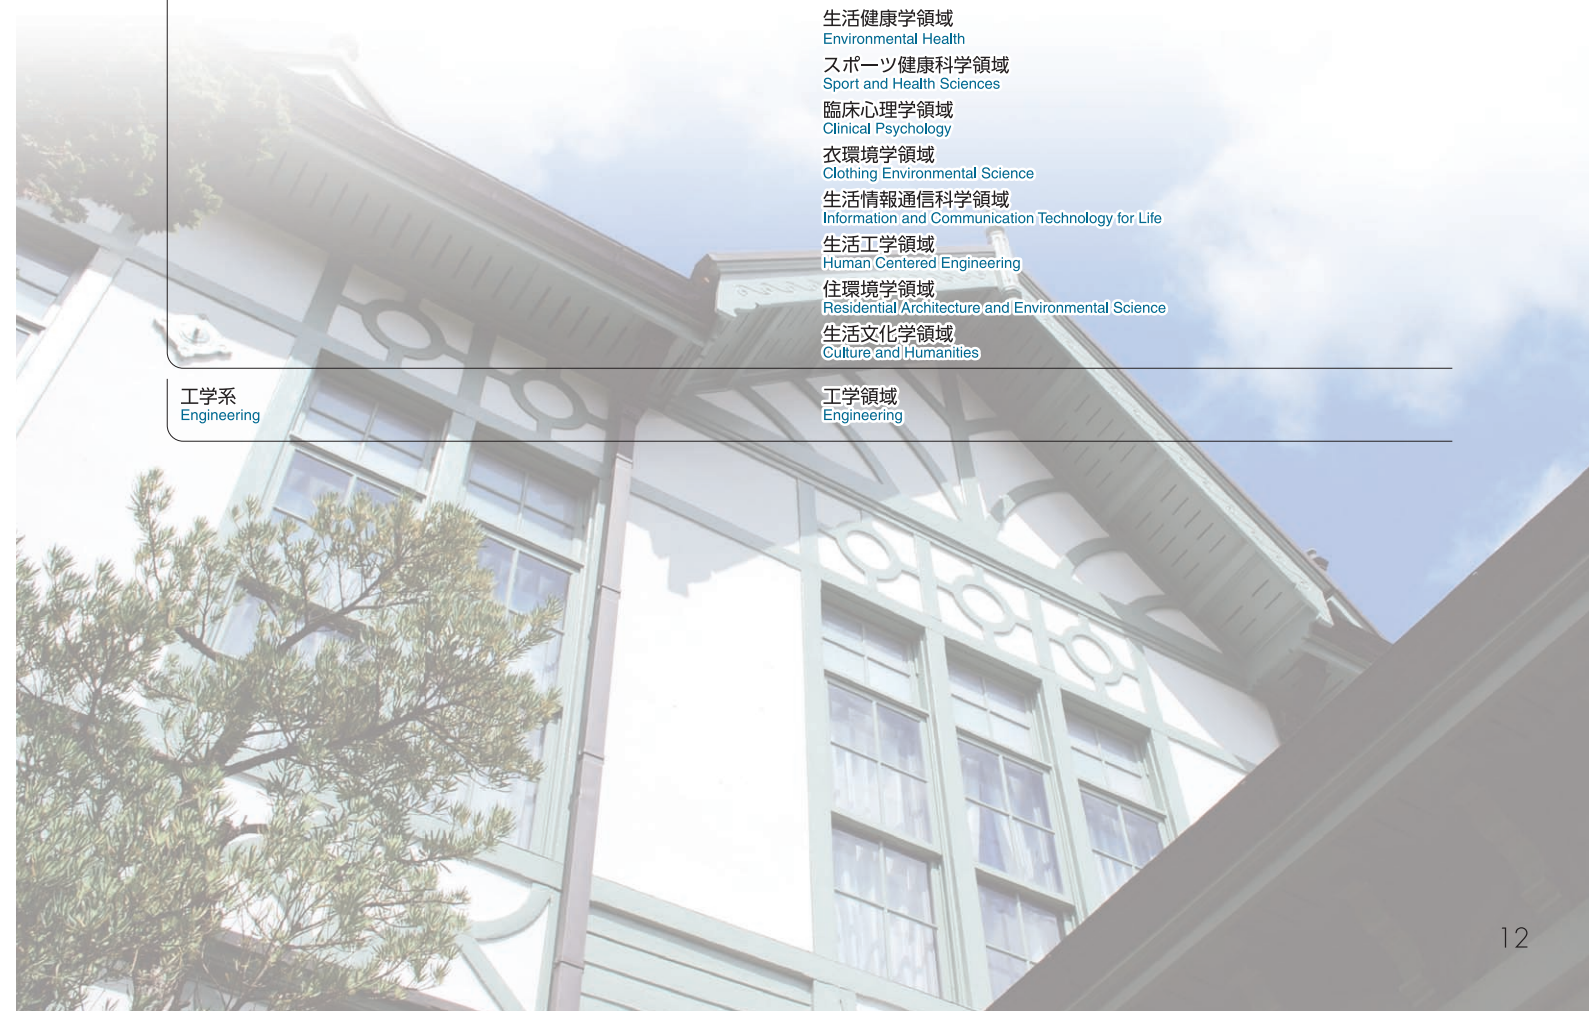 生活健康学領域
Environmental Health
スポーツ健康科学領域
Sport and Health Sciences
臨床心理学領域
Clinical Psychology
衣環境学領域
Clothing Environmental Science
生活情報通信科学領域
Information and Communication Technology for Life
生活工学領域
Human Centered Engineering
住環境学領域
Residential Architecture and Environmental Science
生活文化学領域
Culture and Humanities
工学系
Engineering
工学領域
Engineering
12